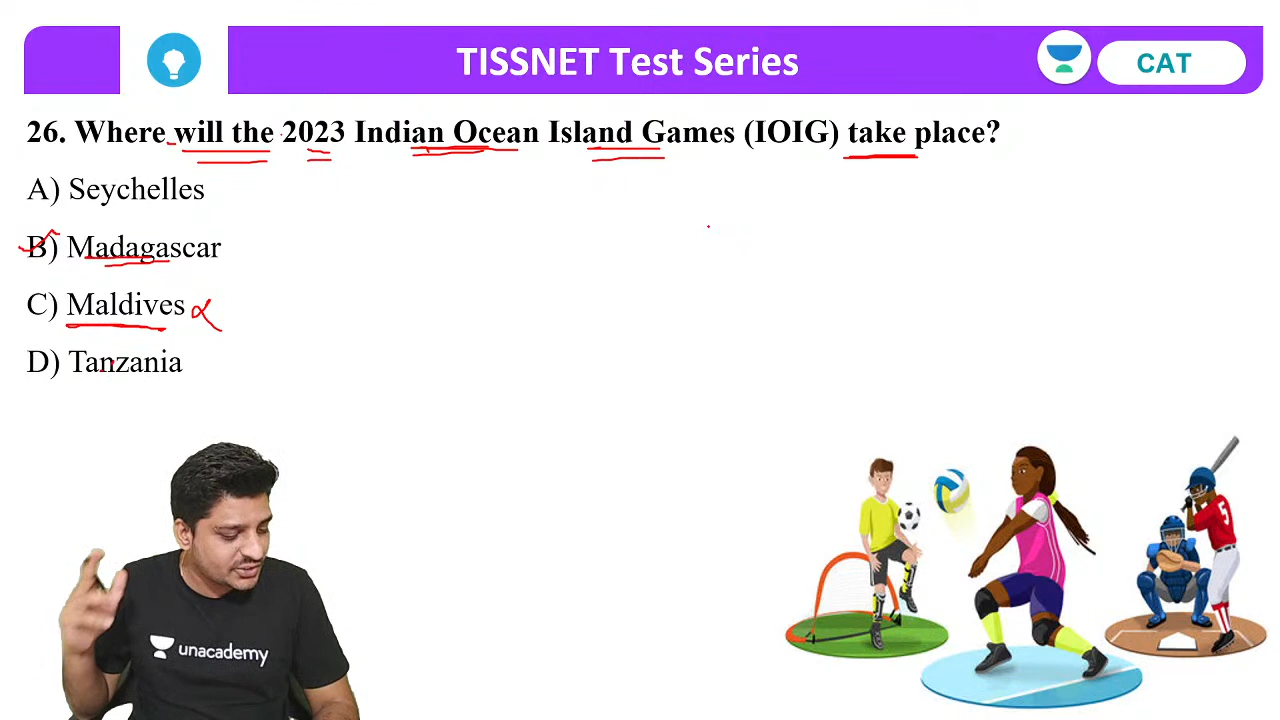 TISSNET Test Series
CAT
26. Where will the 2023 Indian Ocean Island Games (IOIG) take place?
A) Seychelles
B) Madagascar
C) Maldives
D) Tanzania
unacademy
5